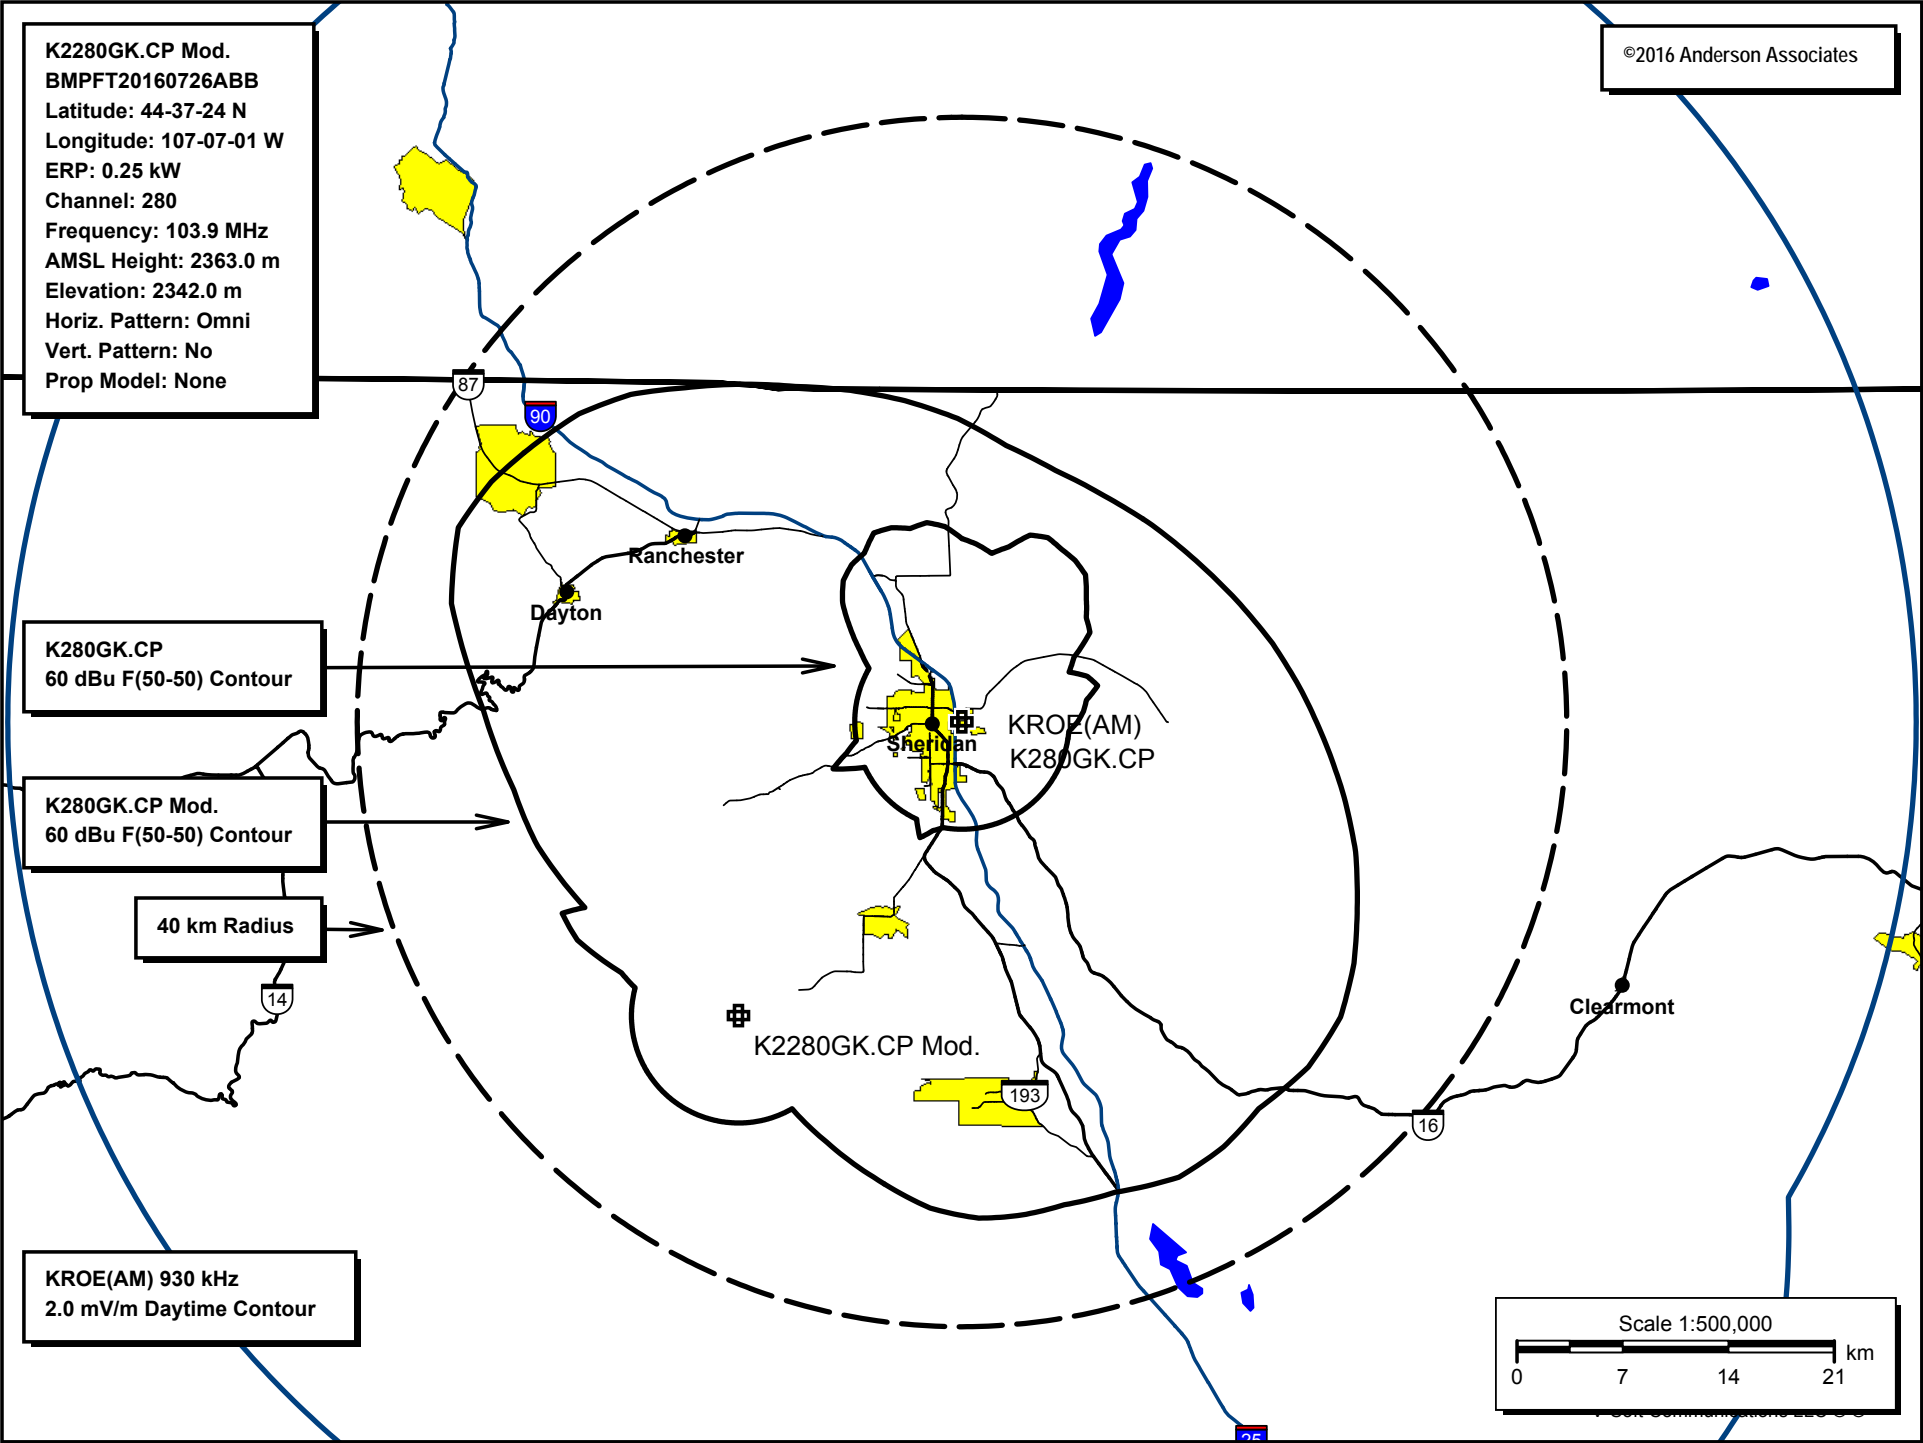 K2280GK.CP Mod.
BMPFT20160726ABB
Latitude: 44-37-24 N
Longitude: 107-07-01 W
ERP: 0.25 kW
Channel: 280
Frequency: 103.9 MHz
AMSL Height: 2363.0 m
Elevation: 2342.0 m
Horiz. Pattern: Omni
Vert. Pattern: No
Prop Model: None
©2016 Anderson Associates
87
90
Ranchester
Dayton
K280GK.CP
60 dBu F(50-50) Contour
KROE(AM)
K280GK.CP
Sheridan
K280GK.CP Mod.
60 dBu F(50-50) Contour
40 km Radius
14
Clearmont
K2280GK.CP Mod.
193
16
KROE(AM) 930 kHz
2.0 mV/m Daytime Contour
Scale 1:500,000
km
0 7 14 21
25